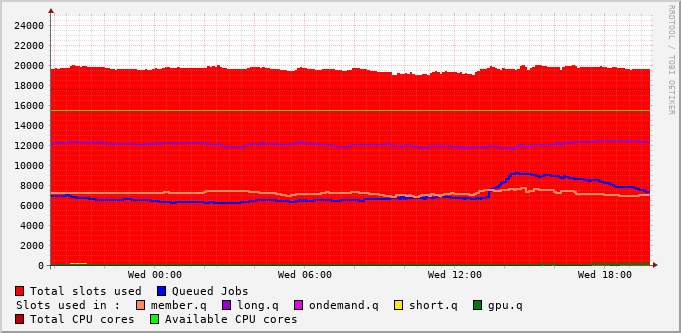 RRDTOOL / TOBI OETIKER
24000
22000
20000
18000
16000
14000
12000
10000
8000
6000
4000
2000
0
Wed 00:00 Wed 06:00 Wed 12:00 Wed 18:00
Total slots used Queued Jobs
Slots used in : member.q long.q ondemand.q short.q gpu.q
Total CPU cores Available CPU cores